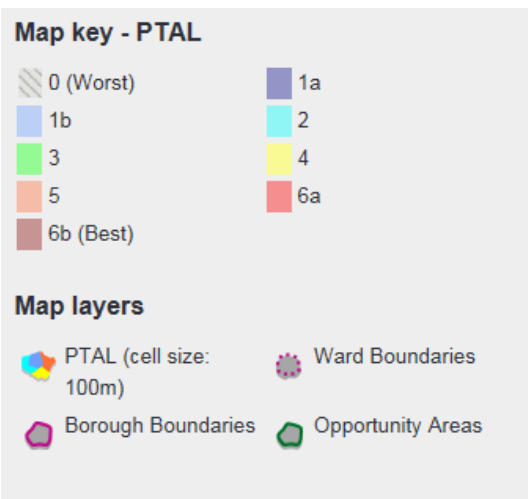 Map key - PTAL
0 (Worst)
1a
1b
2
3
4
5
6a
6b (Best)
Map layers
PTAL (cell size:
100m)
Ward Boundaries
Borough Boundaries
Opportunity Areas